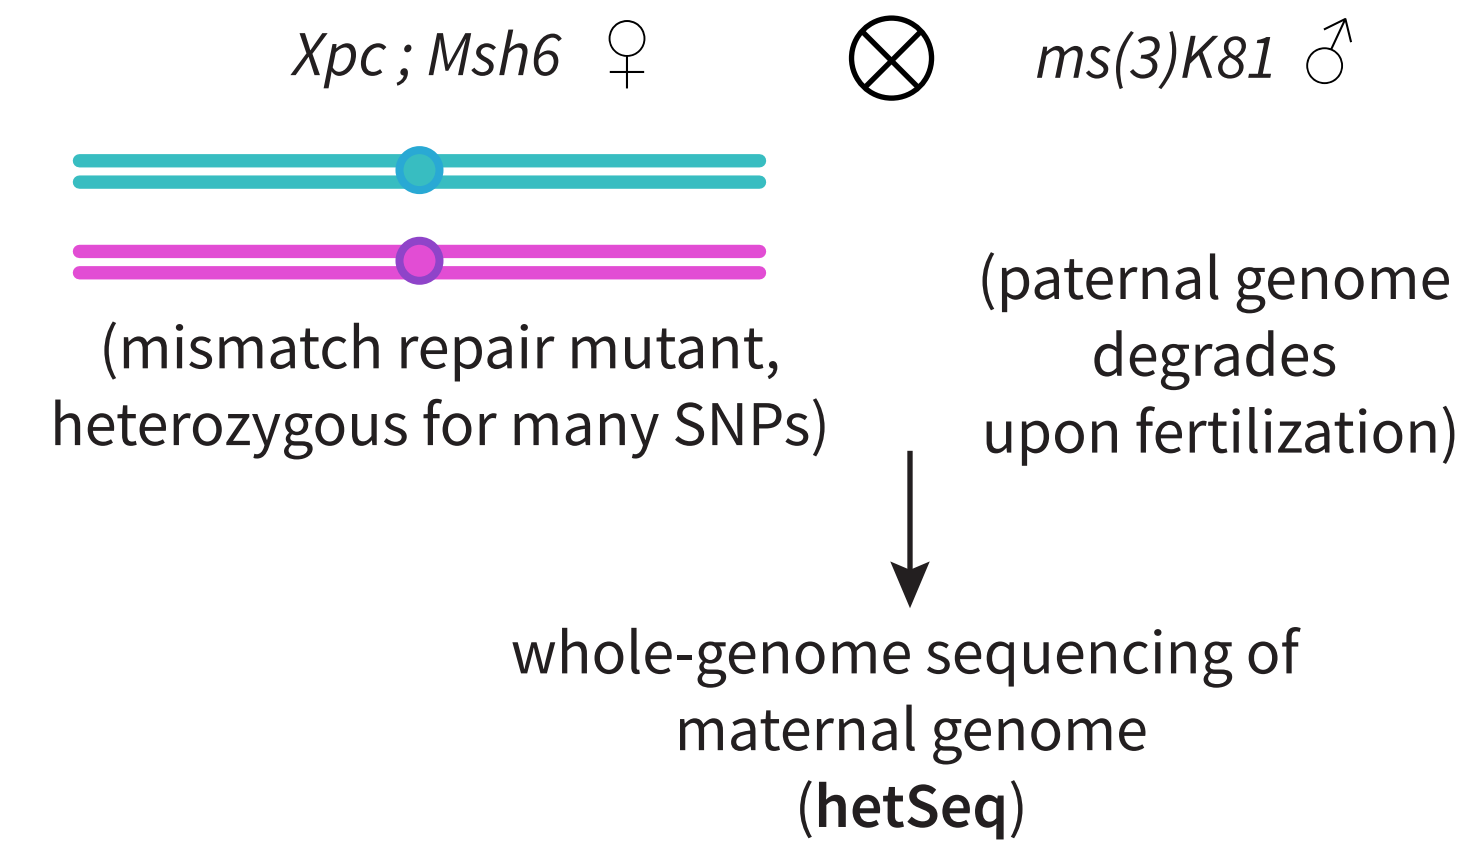 Xpc ; Msh6 ♀ ⊗ ms(3)K81 ♂
(mismatch repair mutant,
heterozygous for many SNPs)
(paternal genome
degrades
upon fertilization)
whole-genome sequencing of
maternal genome
(hetSeq)